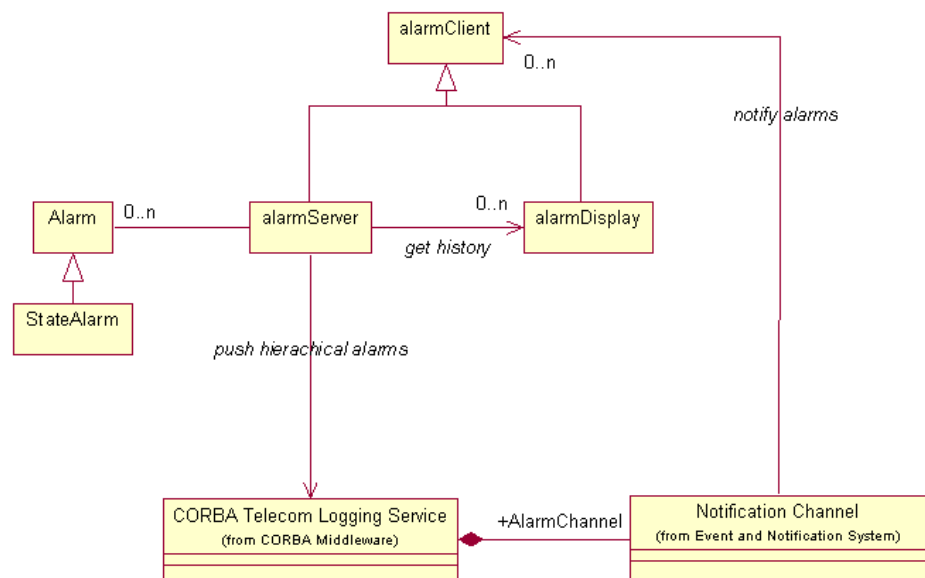 alarmClient
0..n
notify alarms
Alarm
0..n
alarmServer
0..n
alarmDisplay
get history
StateAlarm
push hierachical alarms
CORBA Telecom Logging Service
(from CORBA Middleware)
+AlarmChannel
Notification Channel
(from Event and Notification System)